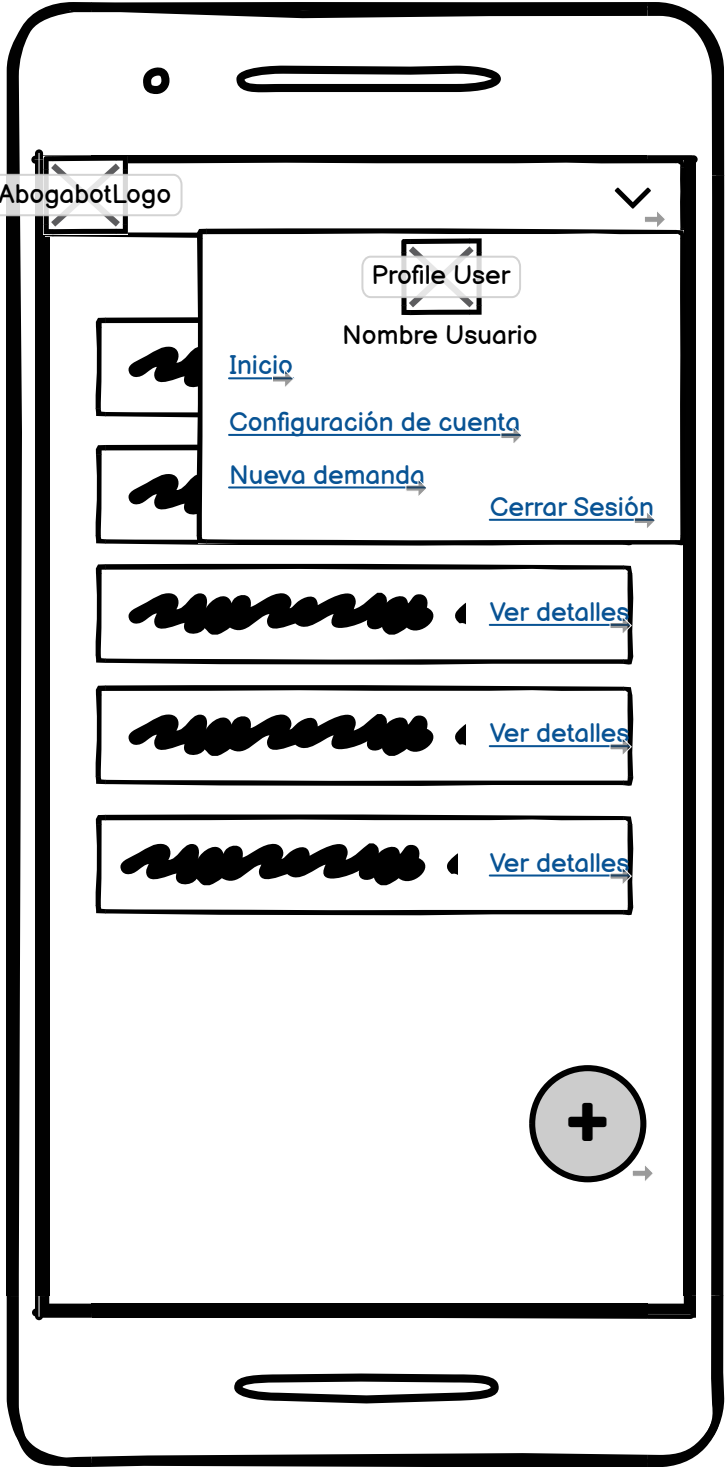 AbogabotLogo
Profile User
Nombre Usuario
Inicio
Configuración de cuenta
Nueva demanda
Cerrar Sesión
Ver detalles
Ver detalles
Ver detalles